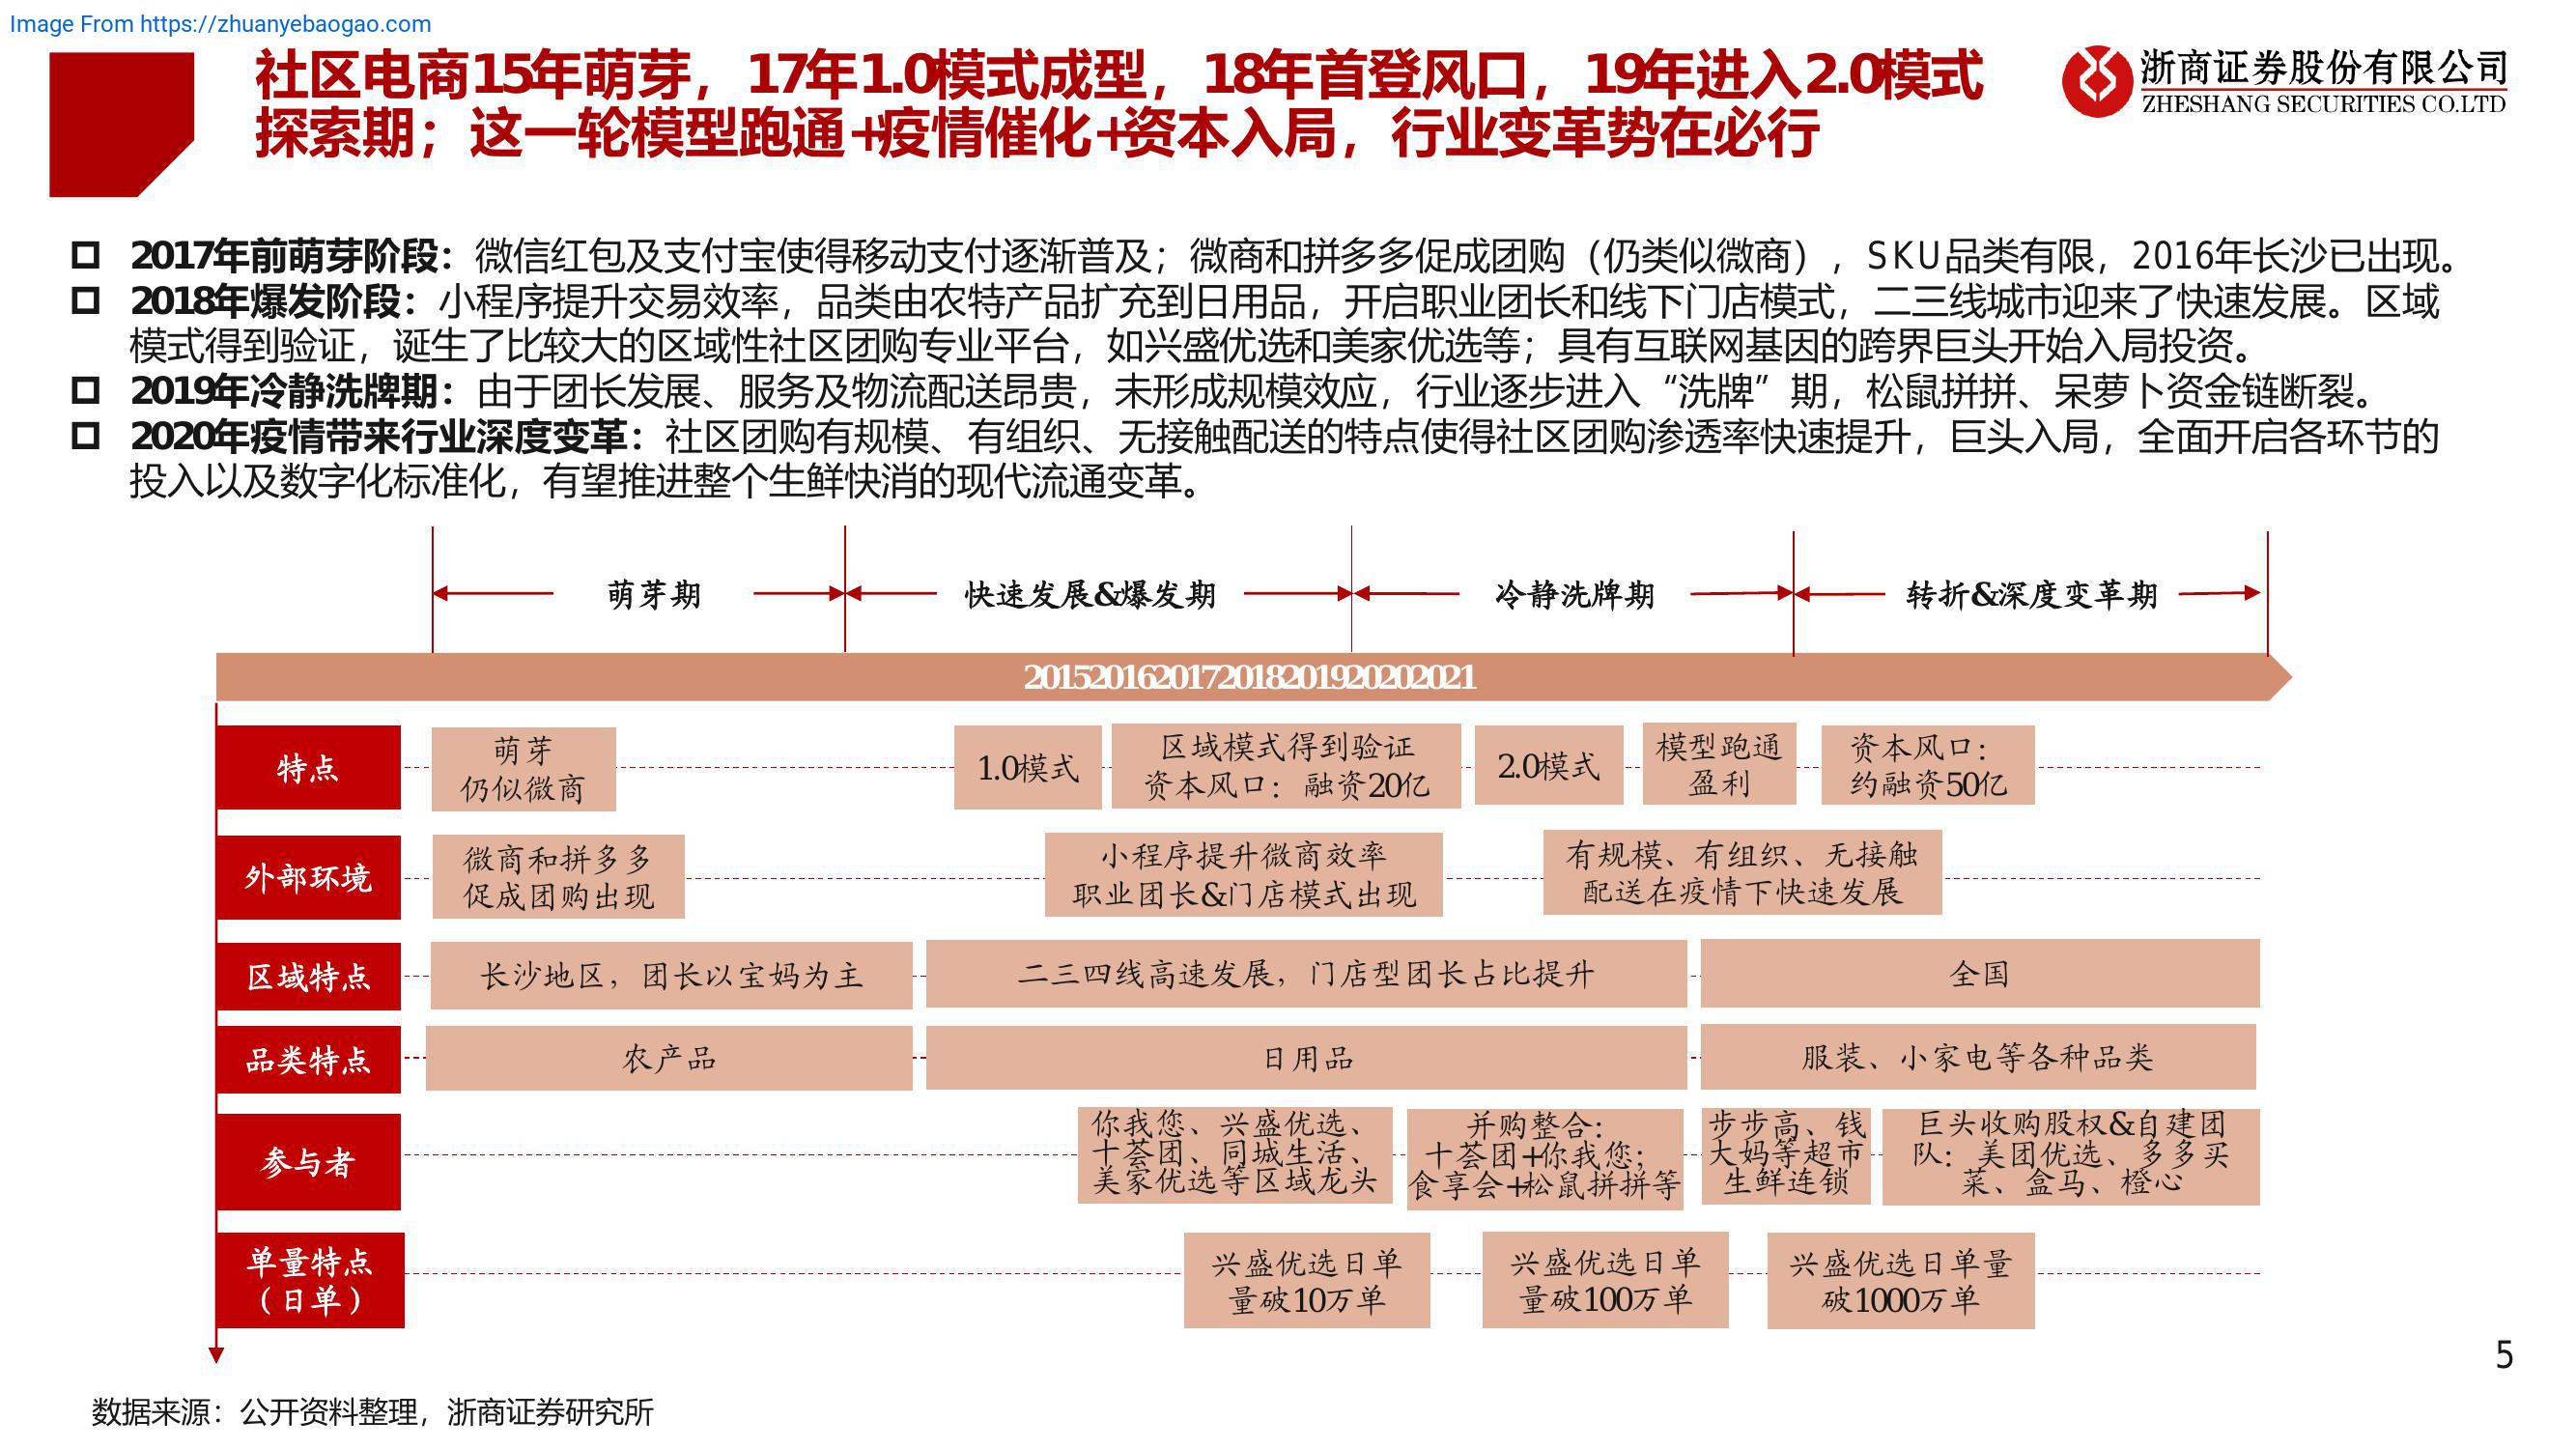 Image From https://zhuanyebaogao.com
社区电商15年萌芽，17年1.0模式成型，18年首登风口，19年进入2.0模式
探索期；这一轮模型跑通+疫情催化+资本入局，行业变革势在必行
浙商证券股份有限公司
ZHESHANG SECURITIES CO.LTD
2017年前萌芽阶段：微信红包及支付宝使得移动支付逐渐普及；微商和拼多多促成团购（仍类似微商），SKU品类有限，2016年长沙已出现。
2018年爆发阶段：小程序提升交易效率，品类由农特产品扩充到日用品，开启职业团长和线下门店模式，二三线城市迎来了快速发展。区域
模式得到验证，诞生了比较大的区域性社区团购专业平台，如兴盛优选和美家优选等；具有互联网基因的跨界巨头开始入局投资。
2019年冷静洗牌期：由于团长发展、服务及物流配送昂贵，未形成规模效应，行业逐步进入“洗牌”期，松鼠拼拼、呆萝卜资金链断裂。
2020年疫情带来行业深度变革：社区团购有规模、有组织、无接触配送的特点使得社区团购渗透率快速提升，巨头入局，全面开启各环节的
投入以及数字化标准化，有望推进整个生鲜快消的现代流通变革。
萌芽期
快速发展&爆发期
冷静洗牌期
转折&深度变革期
2015201620172018201920202021
特点
萌芽
仍似微商
1.0模式
区域模式得到验证
资本风口：融资20亿
2.0模式
模型跑通
盈利
资本风口：
约融资50亿
外部环境
微商和拼多多
促成团购出现
小程序提升微商效率
职业团长&门店模式出现
有规模、有组织、无接触
配送在疫情下快速发展
区域特点
长沙地区，团长以宝妈为主
二三四线高速发展，门店型团长占比提升
全国
品类特点
农产品
日用品
服装、小家电等各种品类
参与者
你我您、兴盛优选、
十荟团、同城生活、
美家优选等区域龙头
并购整合：
十荟团+你我您；
食享会+松鼠拼拼等
步步高、钱
大妈等超市
生鲜连锁
巨头收购股权&自建团
队：美团优选、多多买
菜、盒马、橙心
单量特点
（日单）
兴盛优选日单
量破10万单
兴盛优选日单
量破100万单
兴盛优选日单量
破1000万单
5
数据来源：公开资料整理，浙商证券研究所